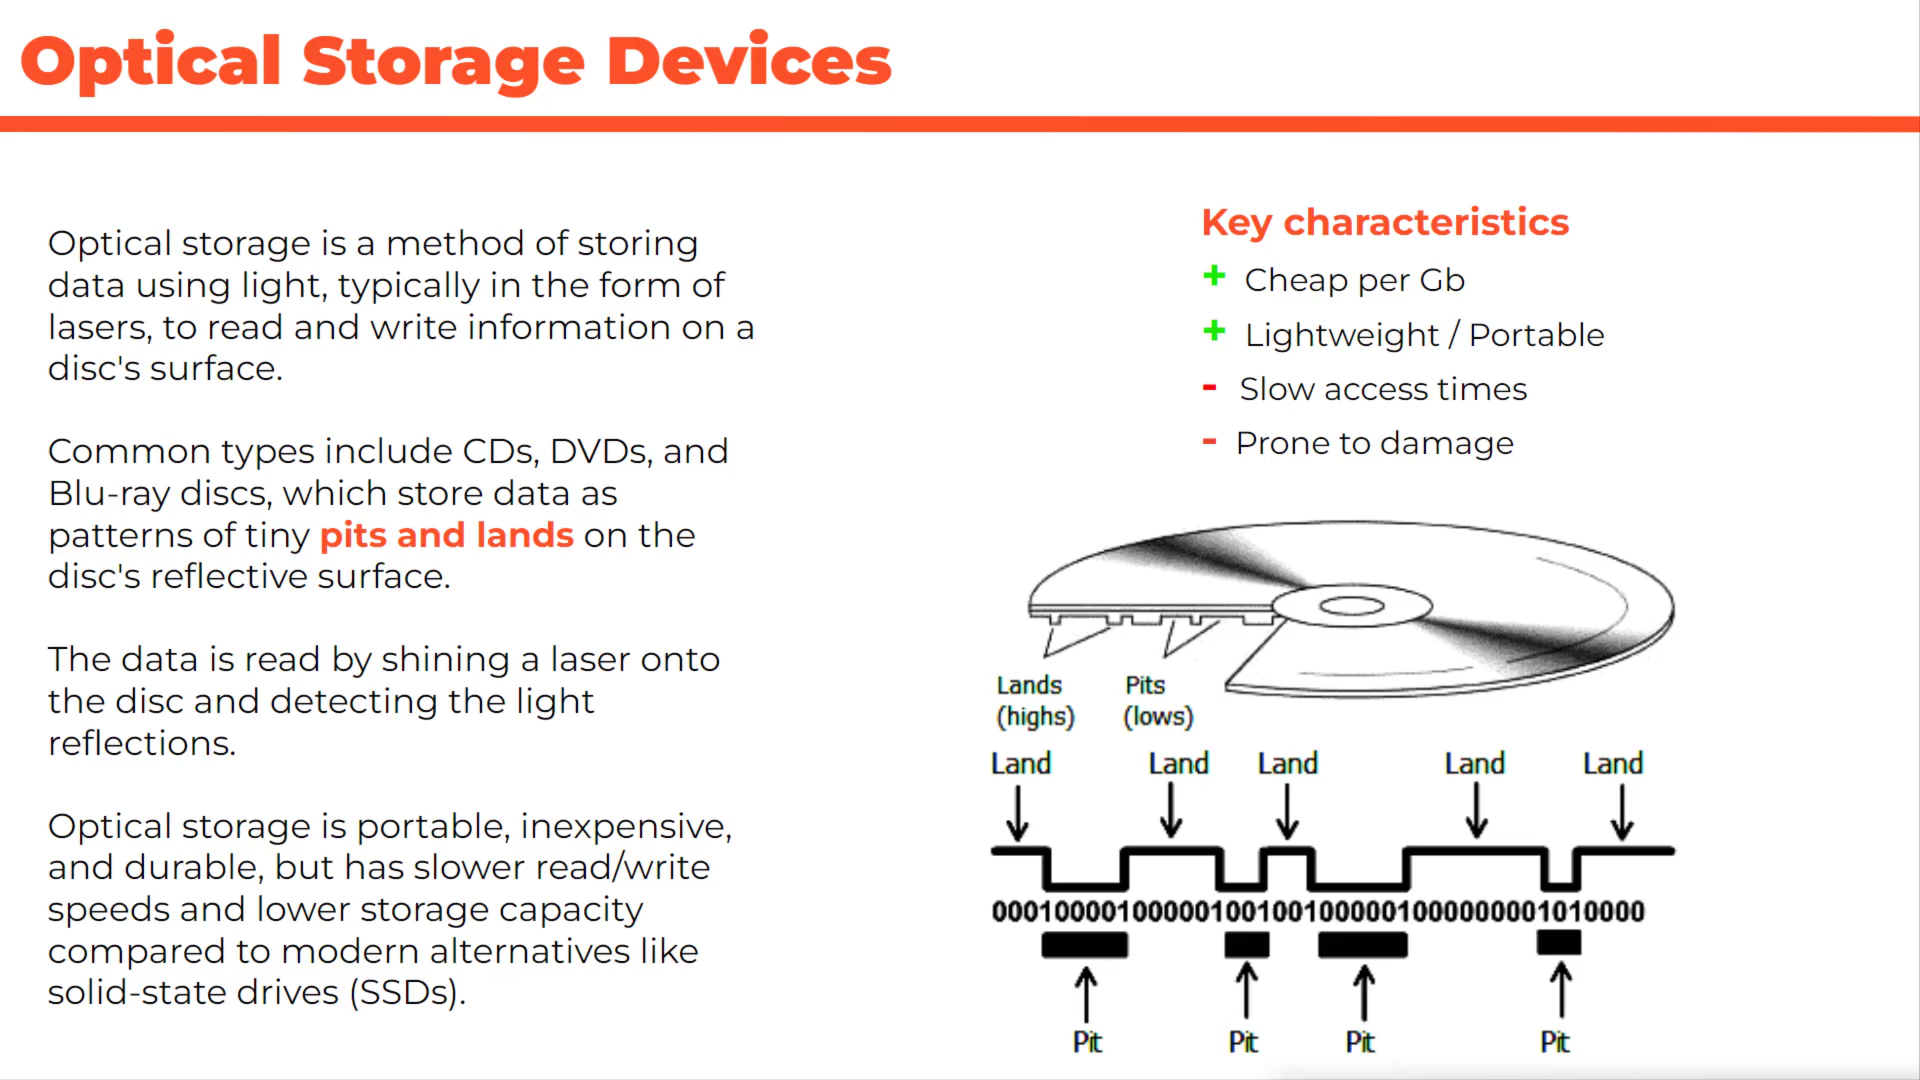 Optical Storage Devices
Optical storage is a method of storing
data using light, typically in the form of
lasers, to read and write information on a
disc's surface.
Common types include CDs, DVDs, and
Blu-ray discs, which store data as
patterns of tiny pits and lands on the
disc's reflective surface.
The data is read by shining a laser onto
the disc and detecting the light
reflections.
Optical storage is portable, inexpensive,
and durable, but has slower read/write
speeds and lower storage capacity
compared to modern alternatives like
solid-state drives (SSDs).
Key characteristics
+ Cheap per Gb
+ Lightweight / Portable
- Slow access times
- Prone to damage
Lands Pits
(highs) (lows)
Land Land Land Land Land
00010000100000100100100000100000000101​0000
Pit Pit Pit Pit